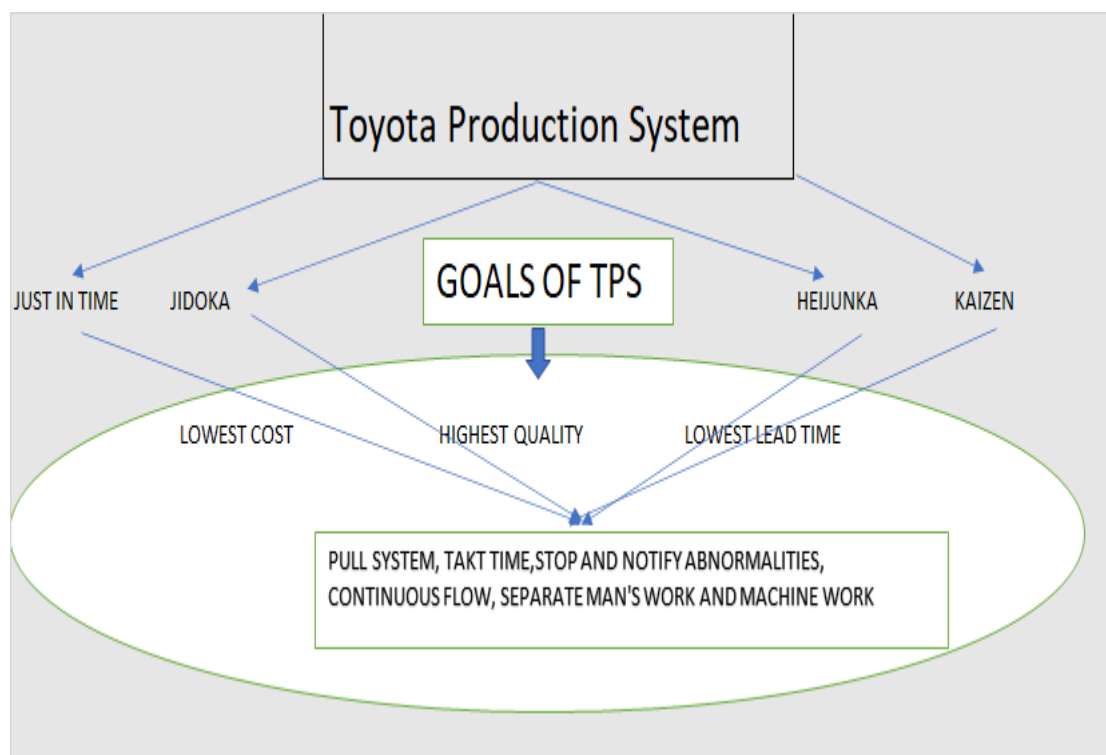 Toyota Production System
GOALS OF TPS
JUST IN TIME
JIDOKA
HEIJUNKA
KAIZEN
LOWEST COST
HIGHEST QUALITY
LOWEST LEAD TIME
PULL SYSTEM, TAKT TIME,STOP AND NOTIFY ABNORMALITIES,
CONTINUOUS FLOW, SEPARATE MAN'S WORK AND MACHINE WORK